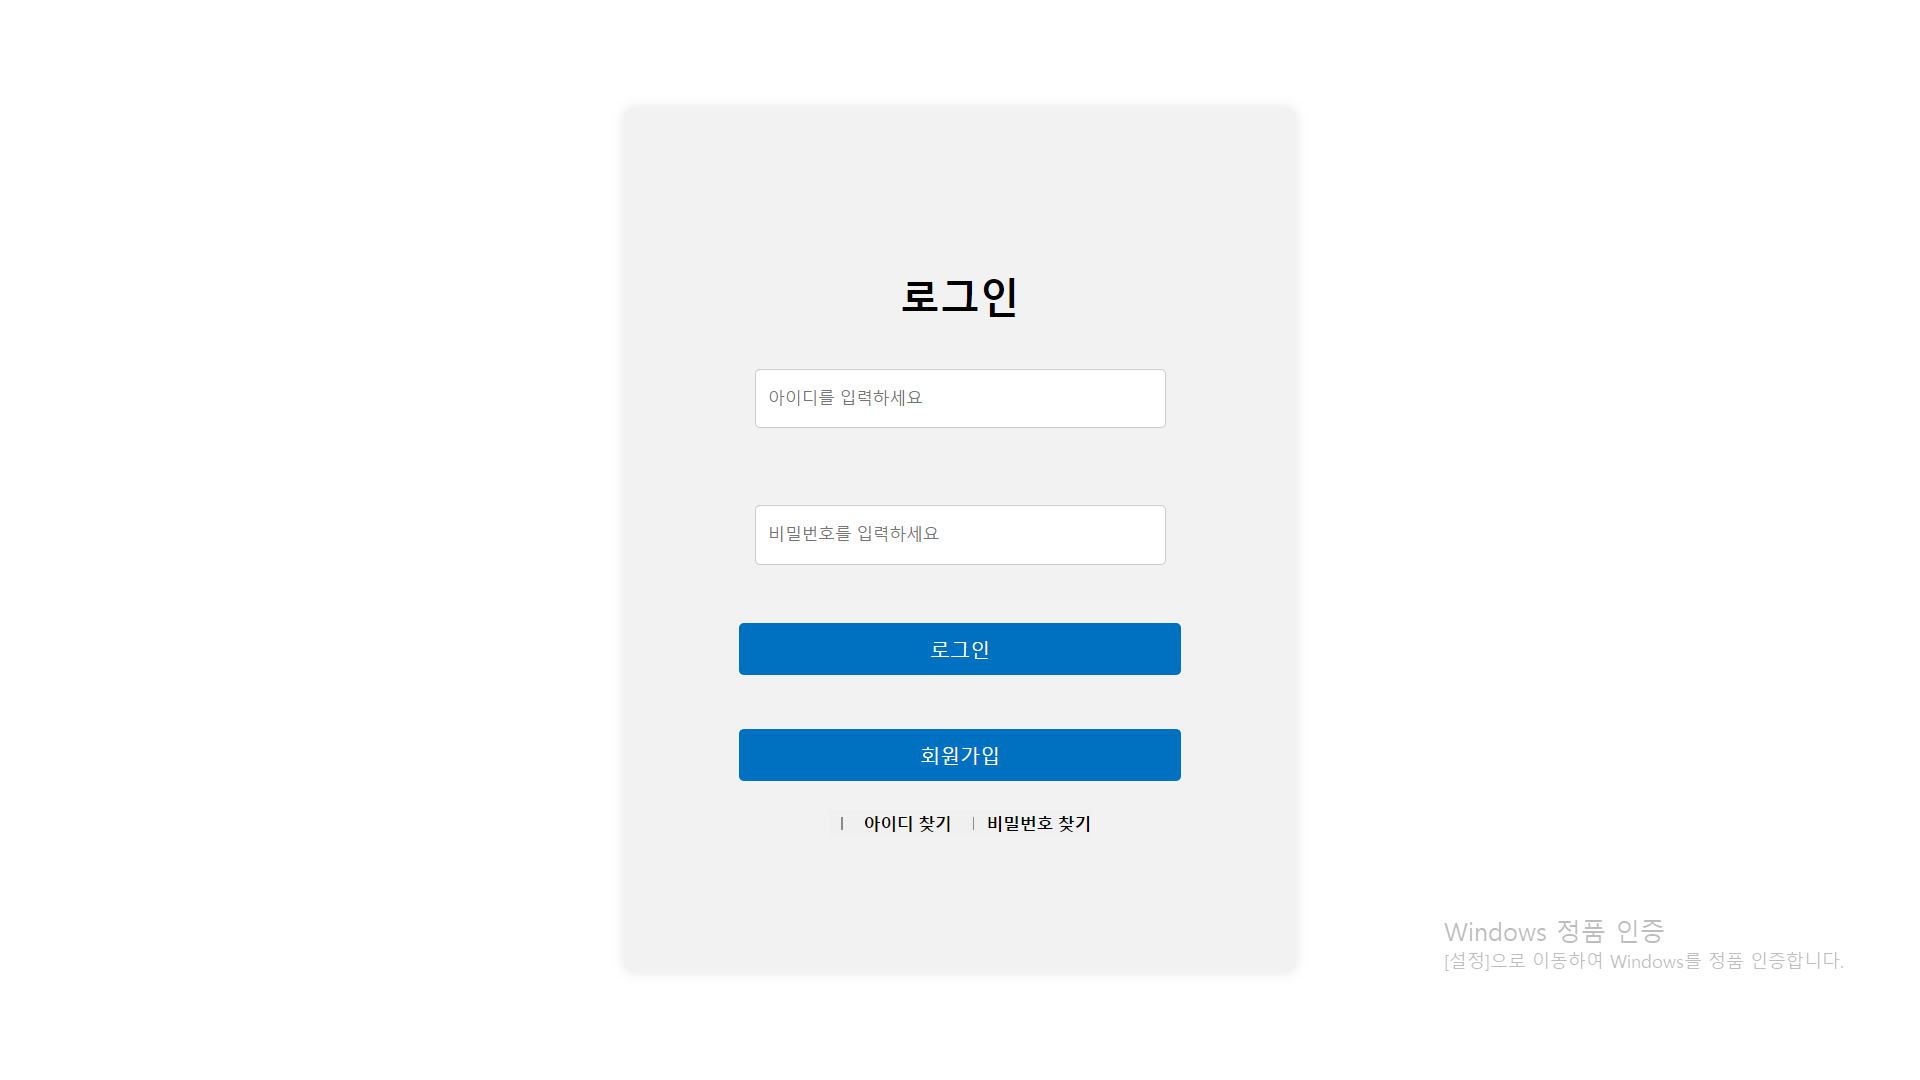 로그인
아이디를 입력하세요
비밀번호를 입력하세요
로그인
회원가입
| 아이디 찾기 | 비밀번호 찾기
Windows 정품 인증
[설정]으로 이동하여 Windows를 정품 인증합니다.